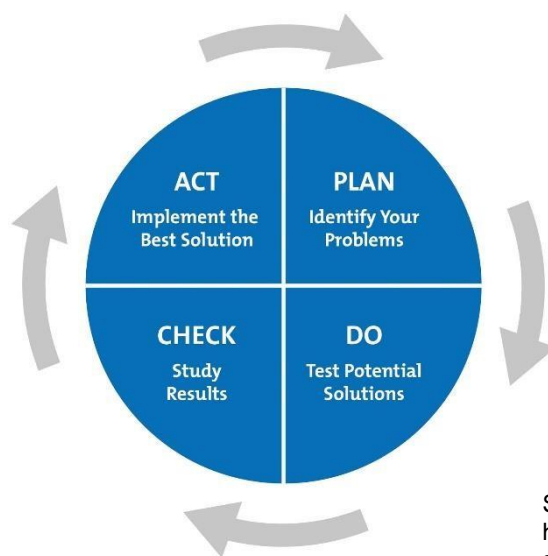 ACT
Implement the
Best Solution
PLAN
Identify Your
Problems
CHECK
Study
Results
DO
Test Potential
Solutions